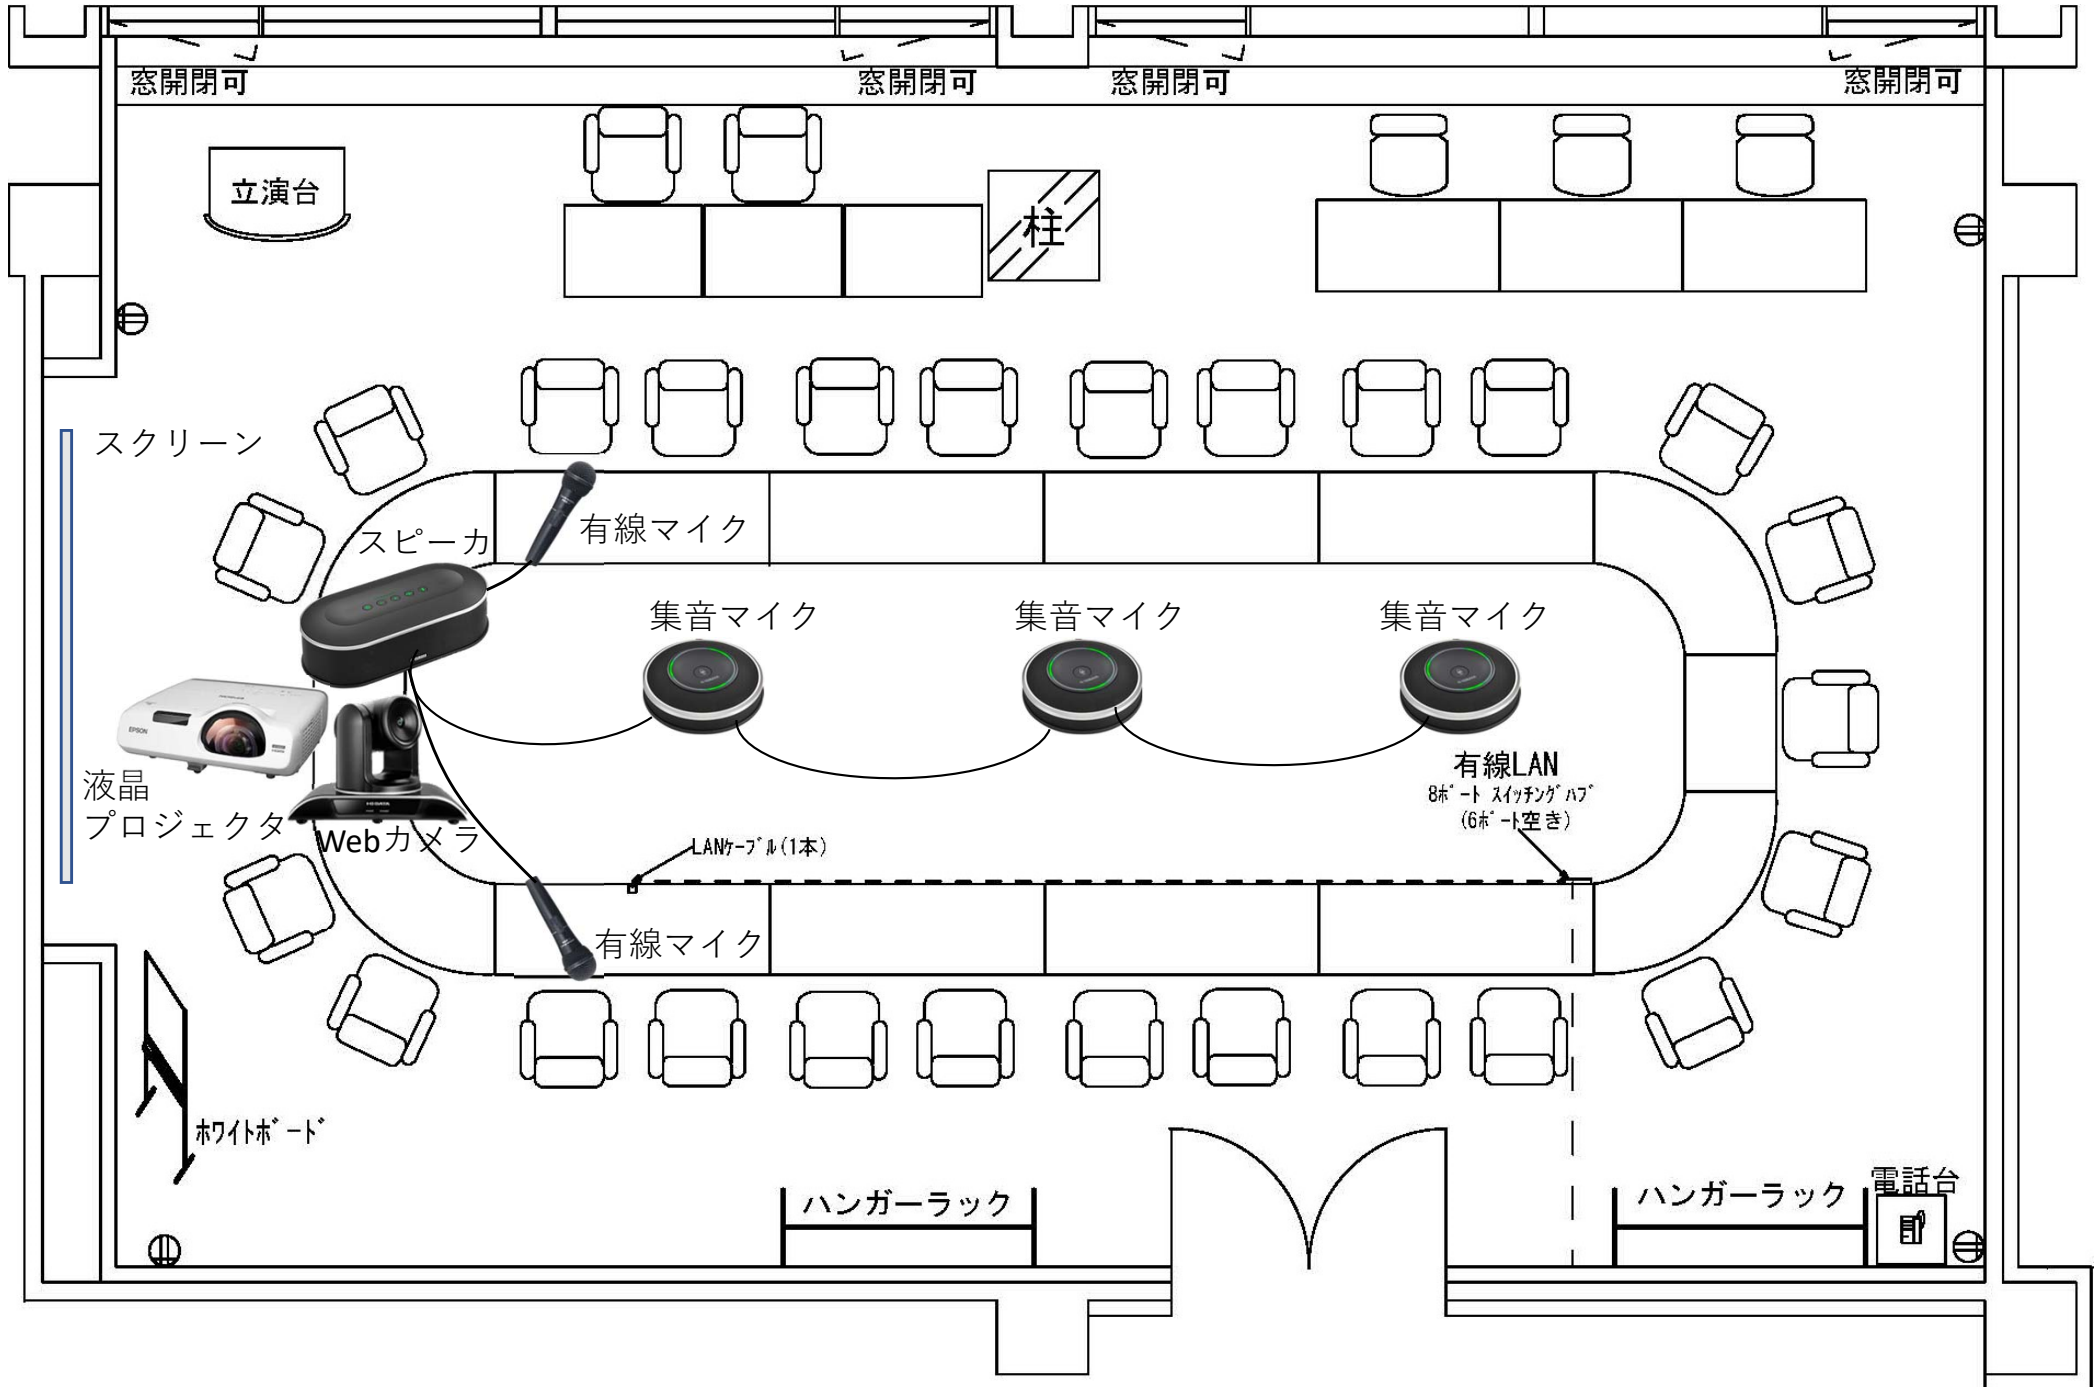 窓開閉可
窓開閉可
窓開閉可
窓開閉可
立演台
柱
スクリーン
スピーカ
有線マイク
集音マイク
集音マイク
集音マイク
EPSON
液晶
プロジェクタ
Webカメラ
有線LAN
8ﾎﾟｰﾄ ｽｲｯﾁﾝｸﾞﾊﾌﾞ
(6ﾎﾟｰﾄ空き)
LANｹｰﾌﾞﾙ(1本)
有線マイク
ﾎﾜｲﾄﾎﾞｰﾄﾞ
ハンガーラック
ハンガーラック
電話台